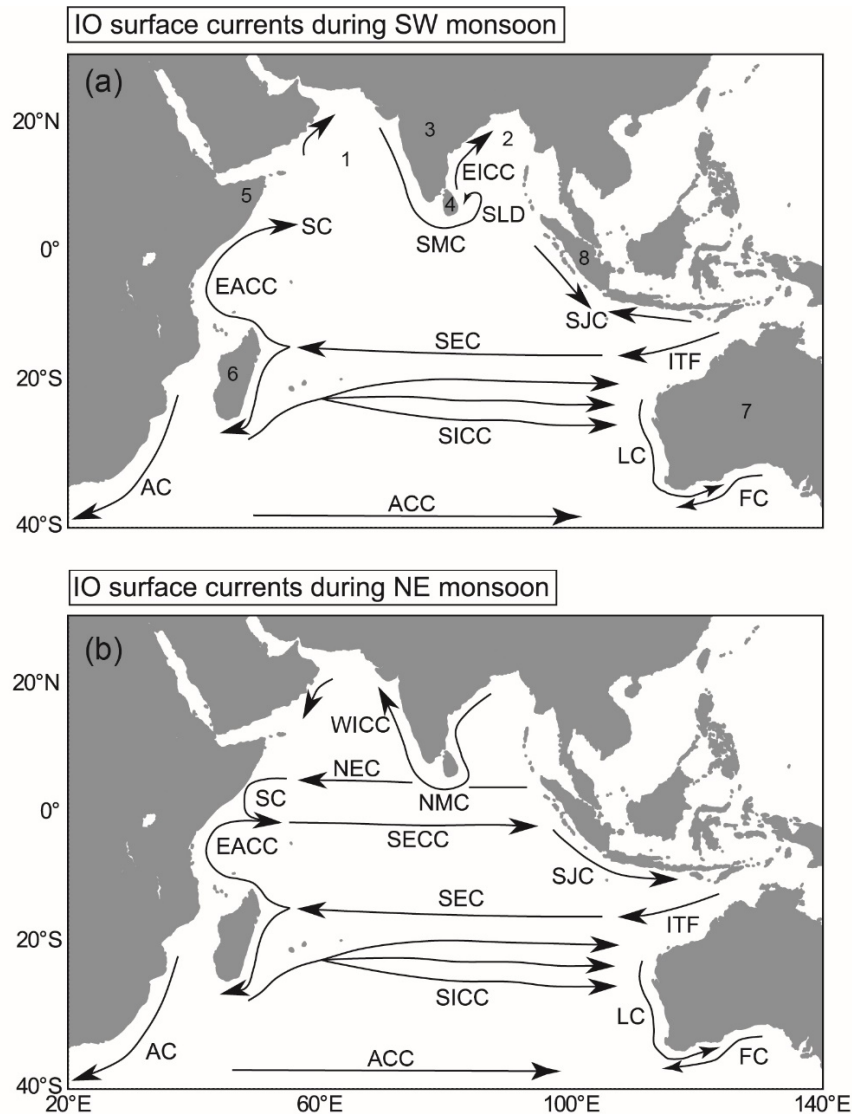 IO surface currents during SW monsoon
(a)
20°N
0°
20°S
40°S
1
2
3
4
5
6
7
8
EICC
SLD
SMC
SC
EACC
SJC
SEC
ITF
SICC
LC
AC
ACC
FC
IO surface currents during NE monsoon
(b)
20°N
0°
20°S
40°S
WICC
NEC
NMC
SC
SECC
EACC
SJC
SEC
ITF
SICC
LC
AC
ACC
FC
20°E
60°E
100°E
140°E